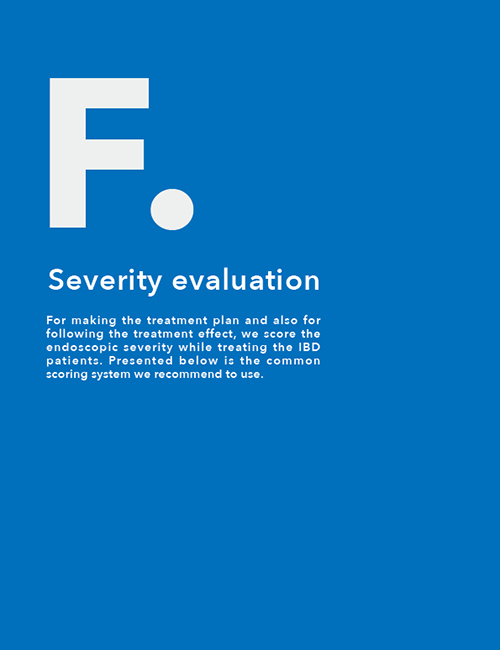 F.
Severity evaluation
For making the treatment plan and also for
following the treatment effect, we score the
endoscopic severity while treating the IBD
patients. Presented below is the common
scoring system we recommend to use.